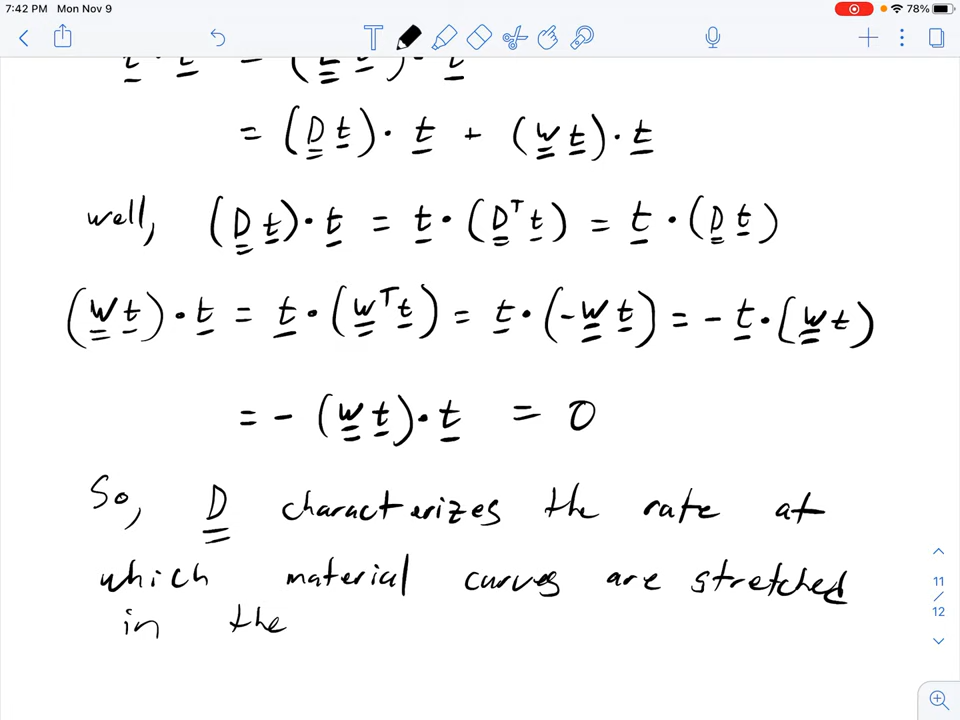 7:42 PM Mon Nov 9 78%
t · t = (L t) · t
= (D t) · t + (W t) · t
well, (D t) · t = t · (Dᵀ t) = t · (D t)
(W t) · t = t · (Wᵀ t) = t · (-W t) = - t · (W t)
= - (W t) · t = 0
So, D characterizes the rate at
which material curves are stretched
in the
11
/
12